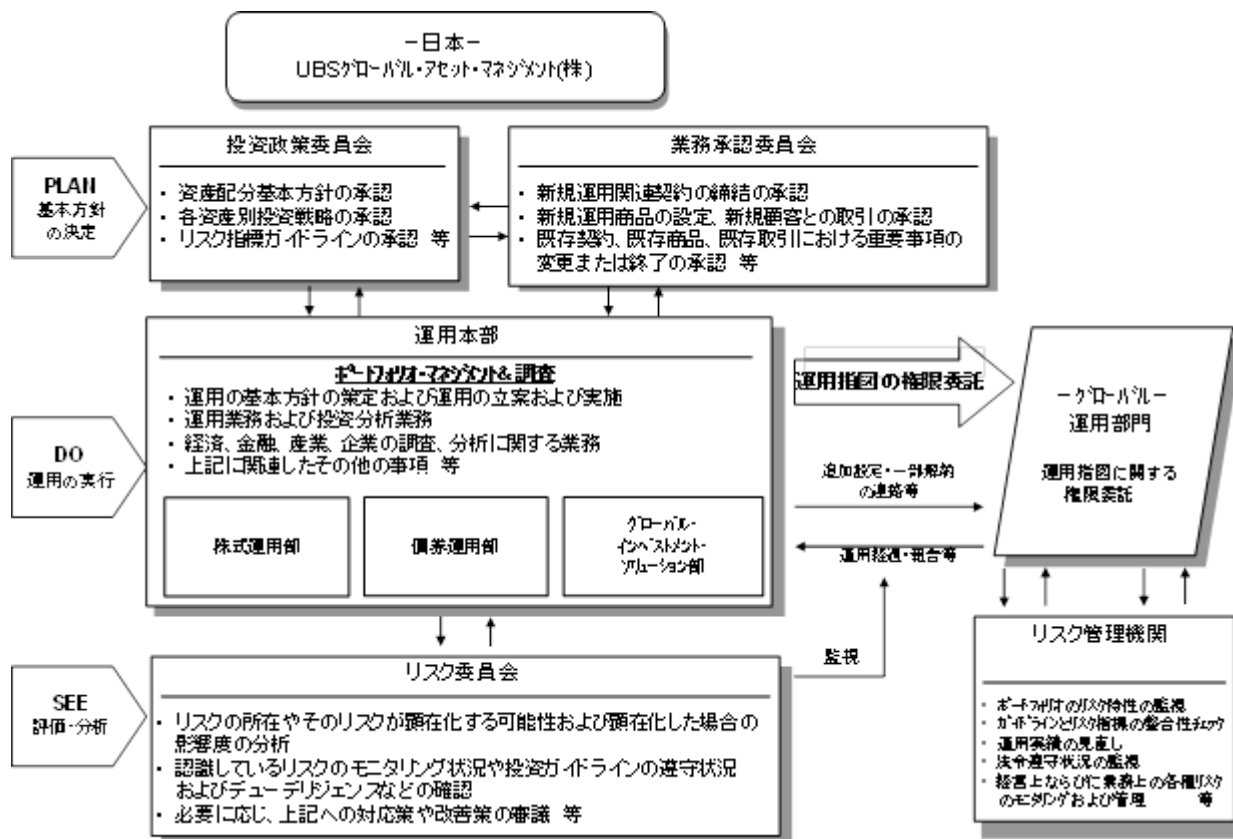 －日本－
UBSｸﾞﾛｰﾊﾞﾙ・ｱｾｯﾄ・ﾏﾈｼﾞﾒﾝﾄ(株)
PLAN
基本方針
の決定
投資政策委員会
・ 資産配分基本方針の承認
・ 各資産別投資戦略の承認
・ リスク指標ガイドラインの承認 等
業務承認委員会
・ 新規運用関連契約の締結の承認
・ 新規運用商品の設定、新規顧客との取引の承認
・ 既存契約、既存商品、既存取引における重要事項の
変更または終了の承認 等
DO
運用の実行
運用本部
ﾎﾟｰﾄﾌｫﾘｵ・ﾏﾈｼﾞﾒﾝﾄ＆調査
・ 運用の基本方針の策定および運用の立案および実施
・ 運用業務および投資分析業務
・ 経済、金融、産業、企業の調査、分析に関する業務
・ 上記に関連したその他の事項 等
株式運用部
債券運用部
ｸﾞﾛｰﾊﾞﾙ・
ｲﾝﾍﾞｽﾄﾒﾝﾄ・
ｿﾘｭｰｼｮﾝ部
運用指図の権限委託
追加設定・一部解約
の連絡等
運用経過・報告等
監視
－ｸﾞﾛｰﾊﾞﾙ－
運用部門
運用指図に関する
権限委託
SEE
評価・分析
リスク委員会
・ リスクの所在やそのリスクが顕在化する可能性および顕在化した場合の
影響度の分析
・ 認識しているリスクのモニタリング状況や投資ガイドラインの遵守状況
およびデューデリジェンスなどの確認
・ 必要に応じ、上記への対応策や改善策の審議 等
リスク管理機関
・ ﾎﾟｰﾄﾌｫﾘｵのﾘｽｸ特性の監視
・ ｶﾞｲﾄﾞﾗｲﾝとﾘｽｸ指標の整合性ﾁｪｯｸ
・ 運用実績の見直し
・ 法令遵守状況の監視
・ 経営上ならびに業務上の各種ﾘｽｸ
のﾓﾆﾀﾘﾝｸﾞおよび管理 等